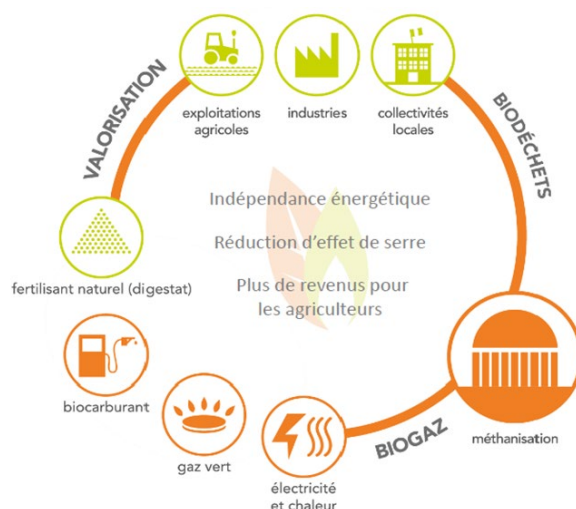 VALORISATION
exploitations
agricoles
industries
collectivités
locales
BIODÉCHETS
Indépendance énergétique
Réduction d'effet de serre
Plus de revenus pour
les agriculteurs
fertilisant naturel (digestat)
biocarburant
gaz vert
électricité
et chaleur
BIOGAZ
méthanisation